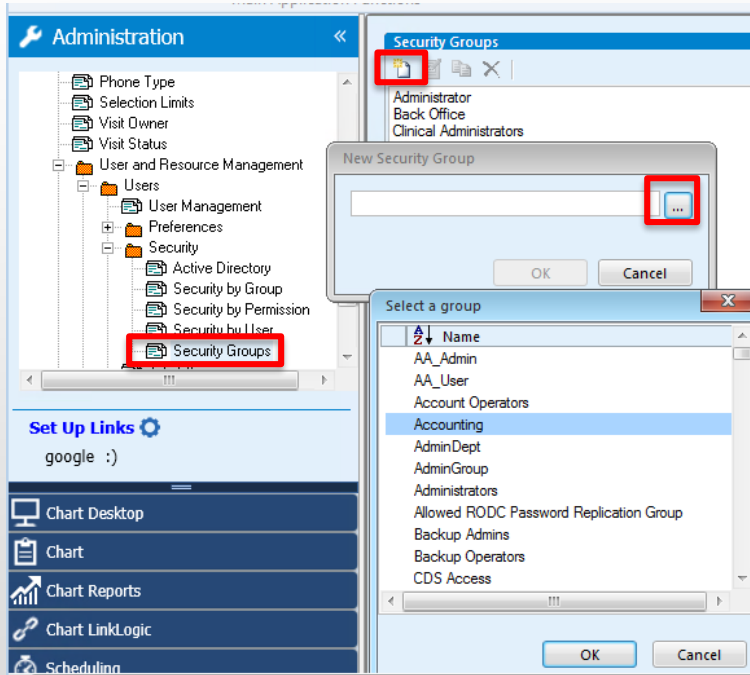 Main Application Functions
Administration «
Phone Type
Selection Limits
Visit Owner
Visit Status
User and Resource Management
Users
User Management
Preferences
Security
Active Directory
Security by Group
Security by Permission
Security by User
Security Groups
Set Up Links
google :)
Chart Desktop
Chart
Chart Reports
Chart LinkLogic
Scheduling
Security Groups
Administrator
Back Office
Clinical Administrators
New Security Group
...
OK Cancel
Select a group
Name
AA_Admin
AA_User
Account Operators
Accounting
AdminDept
AdminGroup
Administrators
Allowed RODC Password Replication Group
Backup Admins
Backup Operators
CDS Access
OK Cancel